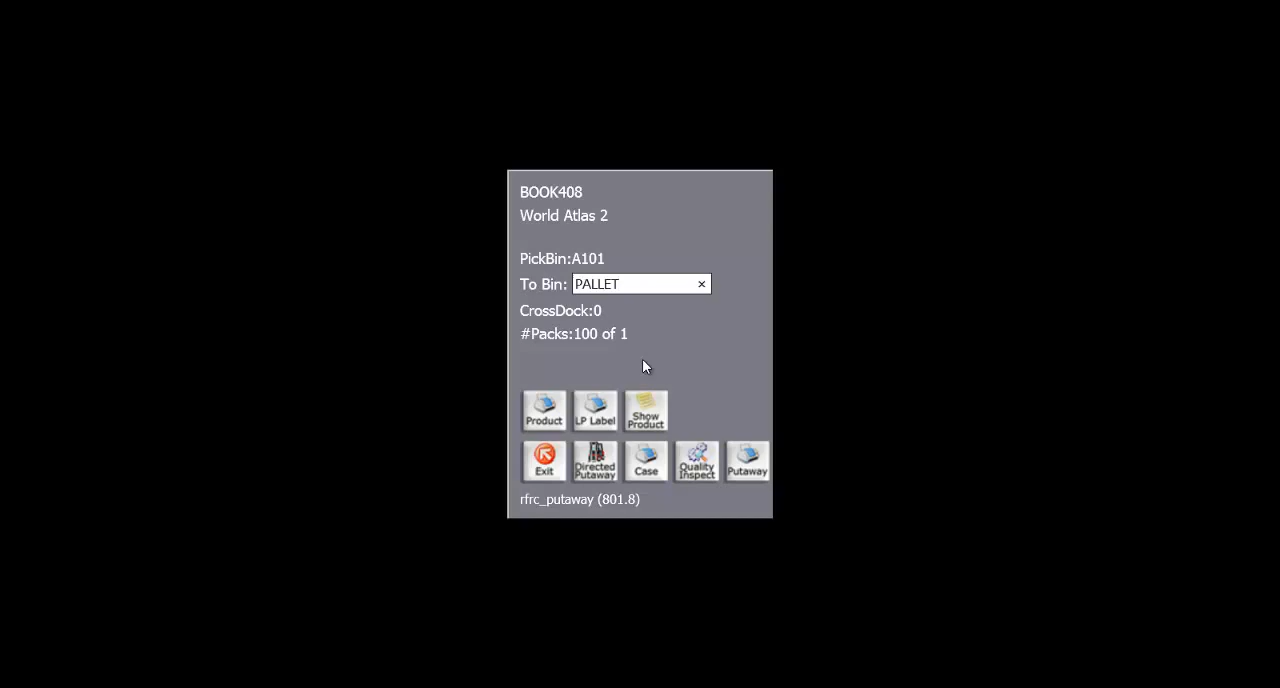 BOOK408
World Atlas 2
PickBin:A101
To Bin: PALLET ×
CrossDock:0
#Packs:100 of 1
Product LP Label Show Product
Exit Directed Putaway Case Quality Inspect Putaway
rfrc_putaway (801.8)